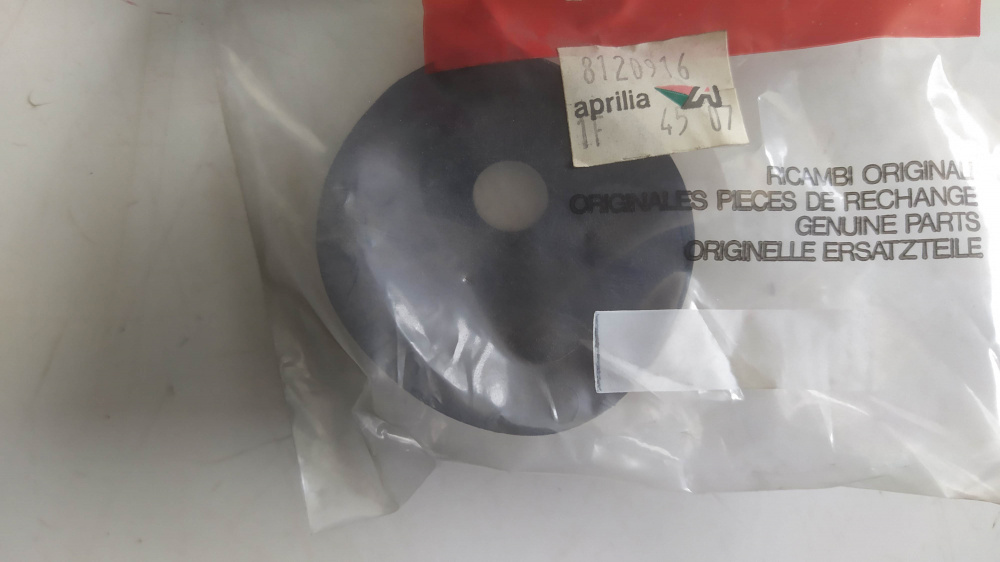 8120916
aprilia
1F 45 07
RICAMBI ORIGINALI
ORIGINALES PIECES DE RECHANGE
GENUINE PARTS
ORIGINELLE ERSATZTEILE